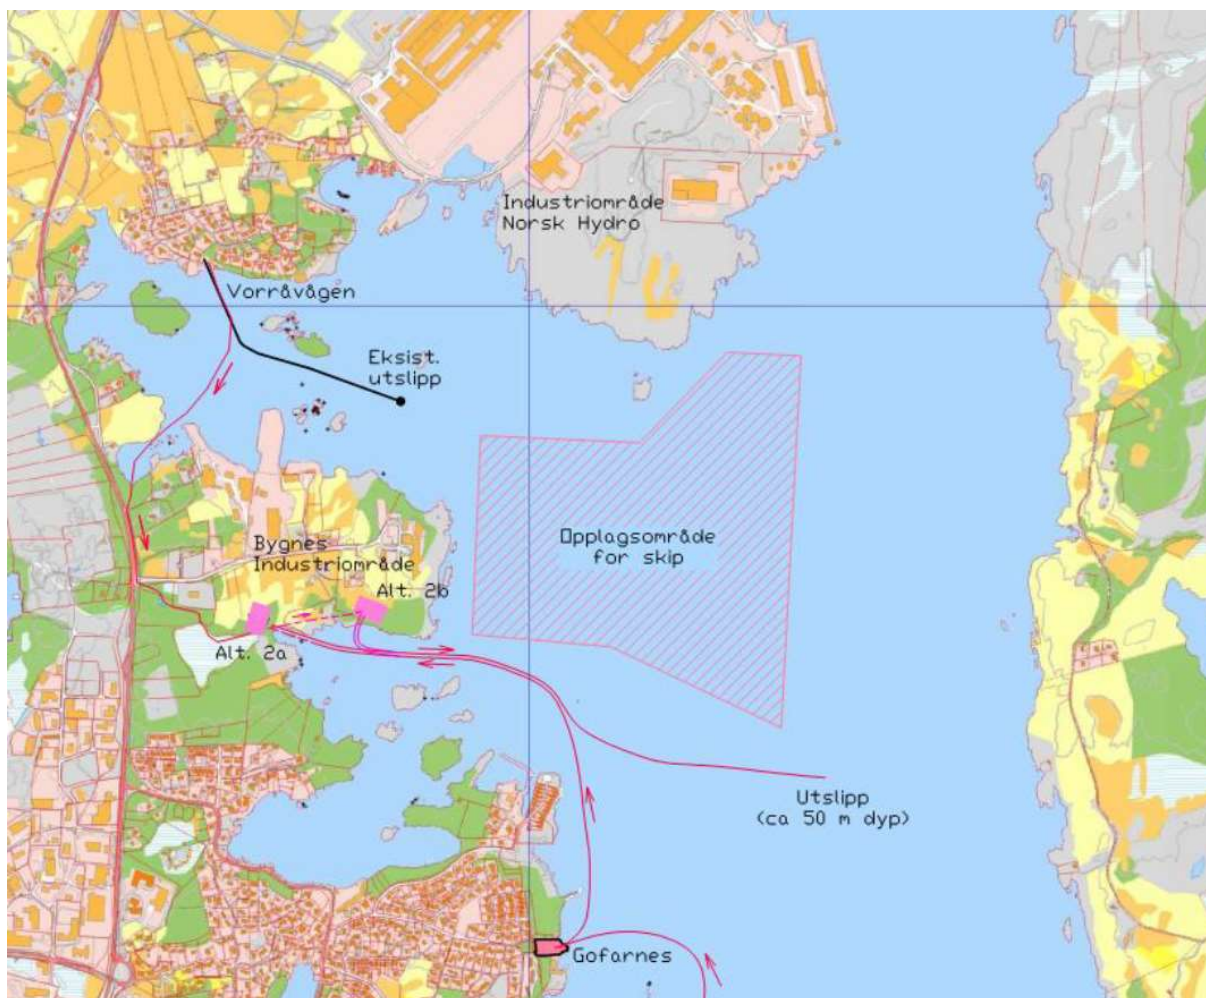 Industriområde
Norsk Hydro
Vorråvågen
Eksist.
utslipp
Opplagsområde
for skip
Bygnes
Industriområde
Alt. 2b
Alt. 2a
Utslipp
(ca 50 m dyp)
Gofarnes